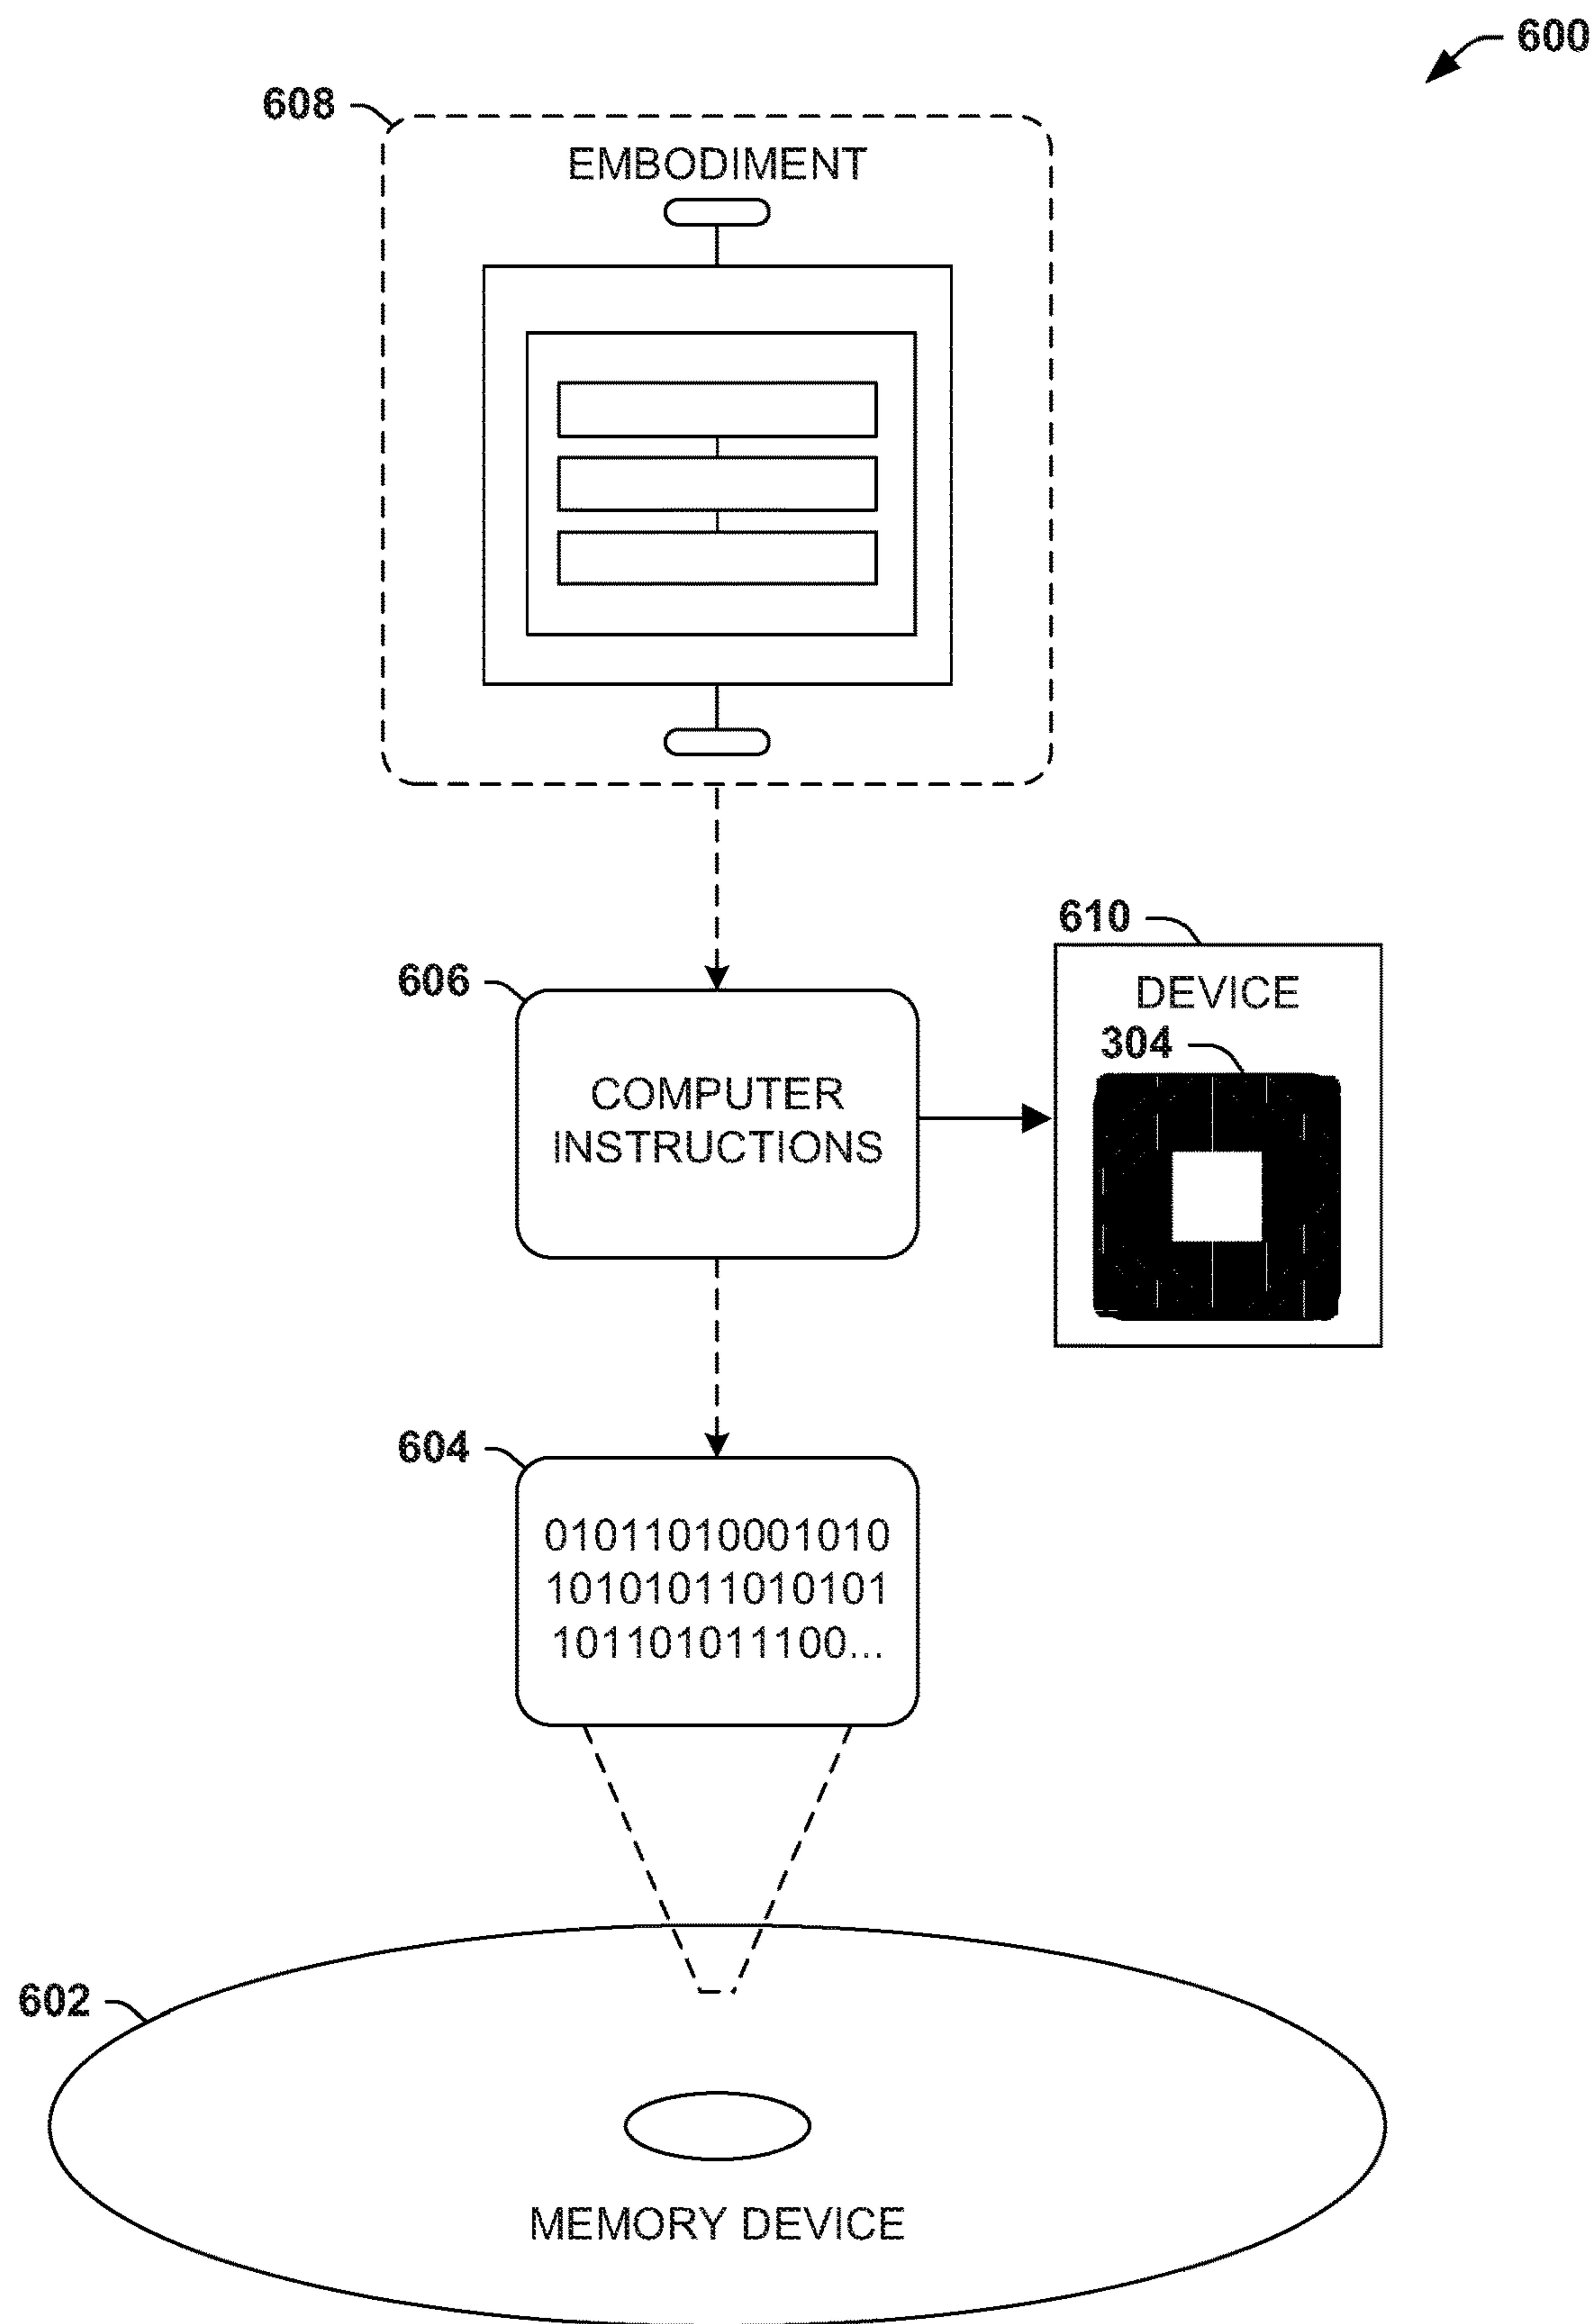 600
608
EMBODIMENT
610
606
DEVICE
304
COMPUTER
INSTRUCTIONS
604
01011010001010
10101011010101
101101011100...
602
MEMORY DEVICE